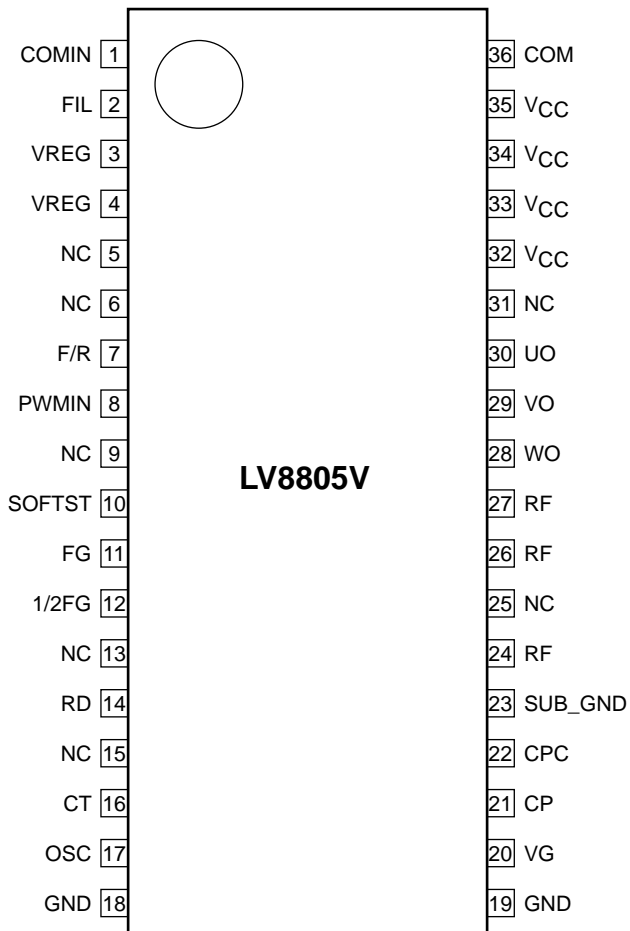 COMIN 1 36 COM
FIL 2 35 VCC
VREG 3 34 VCC
VREG 4 33 VCC
NC 5 32 VCC
NC 6 31 NC
F/R 7 30 UO
PWMIN 8 29 VO
NC 9 28 WO
LV8805V
SOFTST 10 27 RF
FG 11 26 RF
1/2FG 12 25 NC
NC 13 24 RF
RD 14 23 SUB_GND
NC 15 22 CPC
CT 16 21 CP
OSC 17 20 VG
GND 18 19 GND